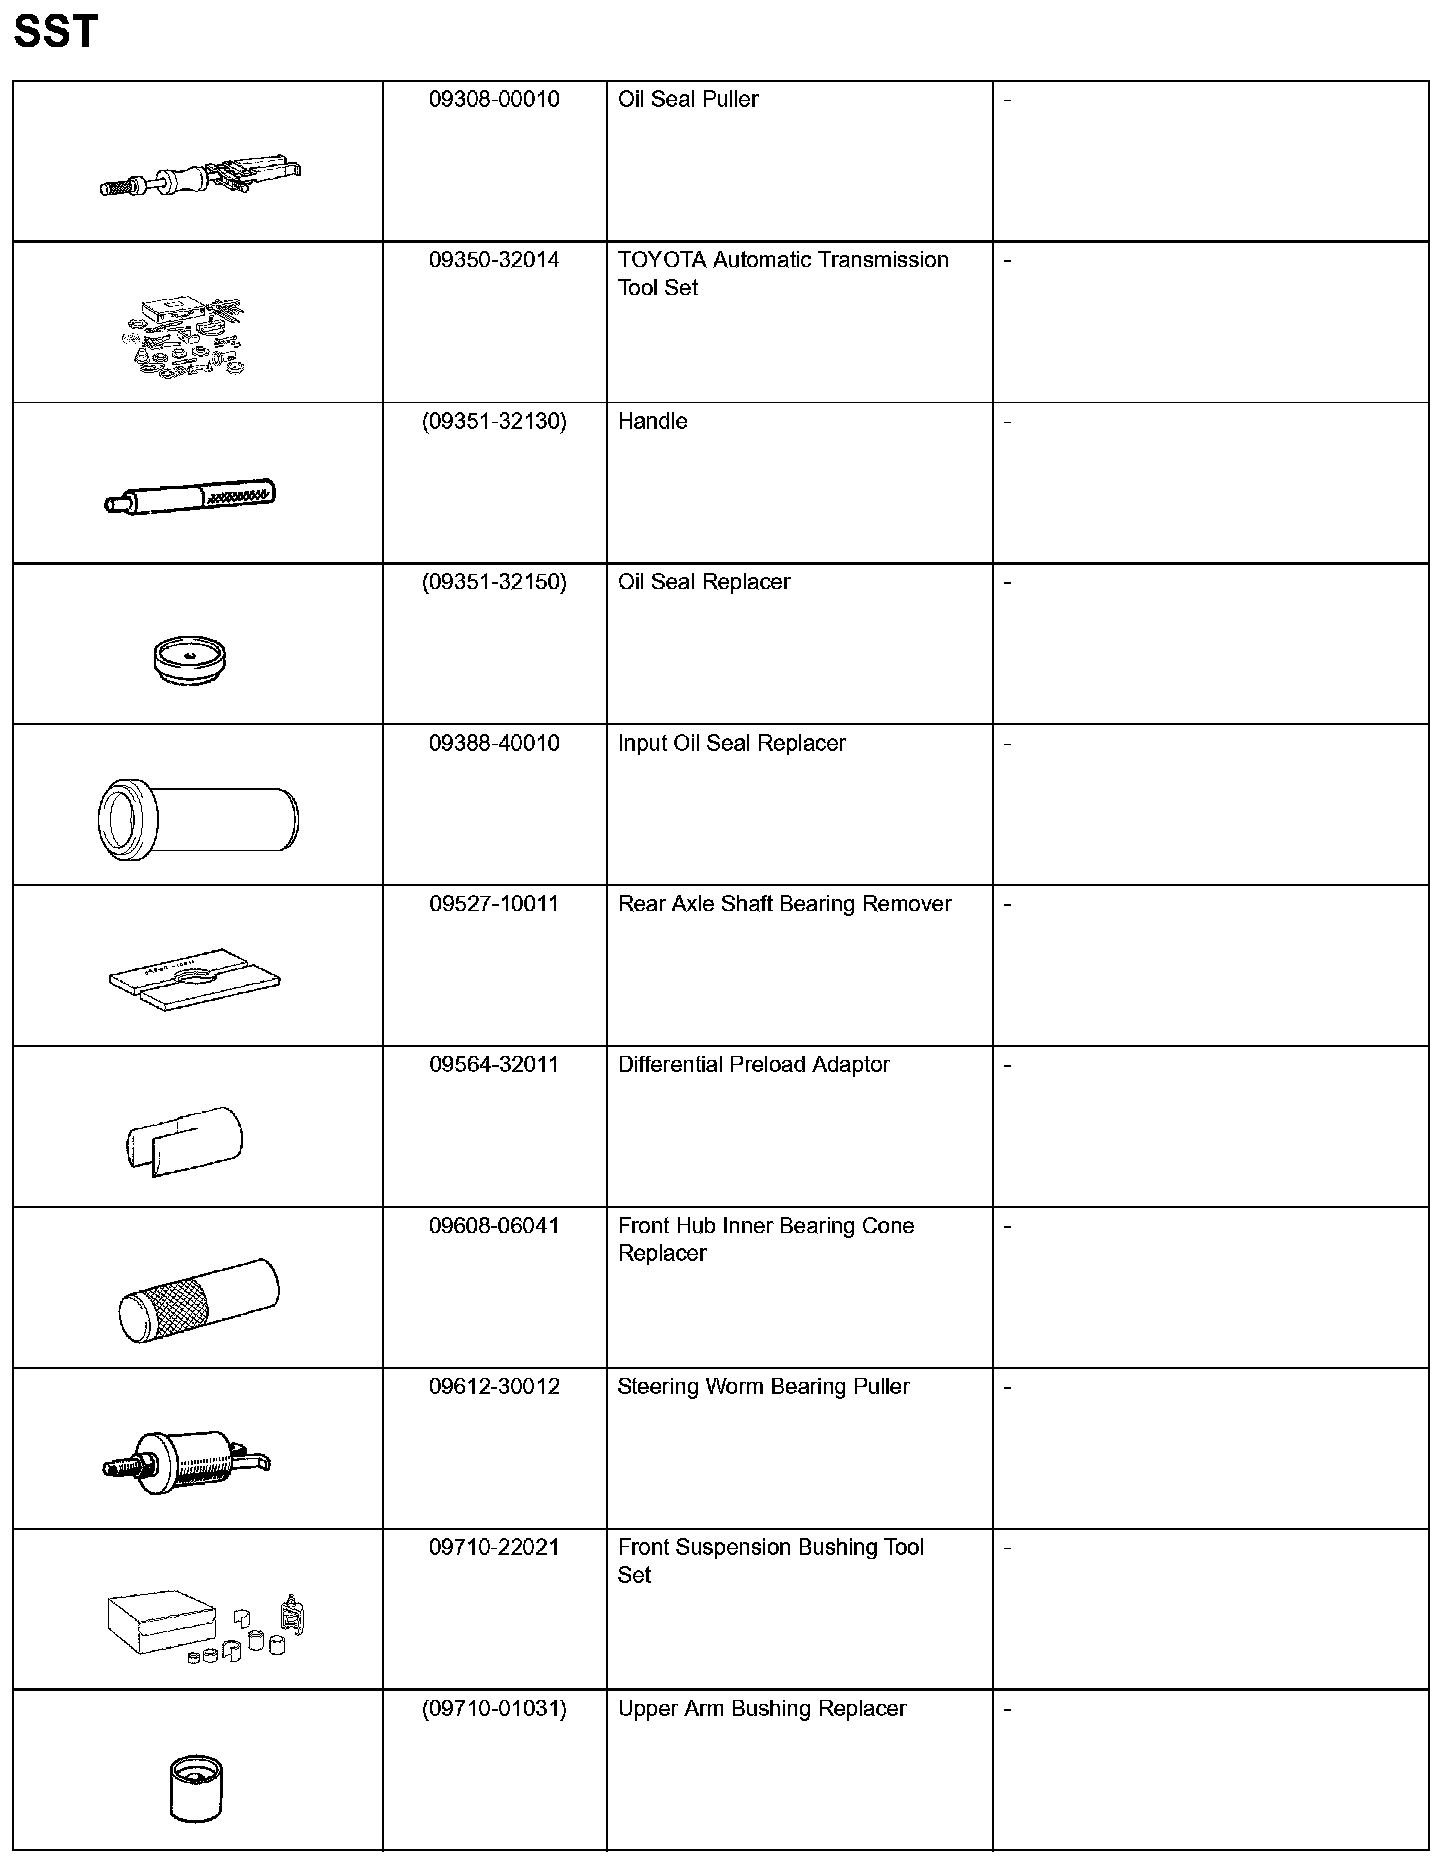 SST
09308-00010 Oil Seal Puller -
09350-32014 TOYOTA Automatic Transmission -
Tool Set
(09351-32130) Handle -
(09351-32150) Oil Seal Replacer -
09388-40010 Input Oil Seal Replacer -
09527-10011 Rear Axle Shaft Bearing Remover -
09564-32011 Differential Preload Adaptor -
09608-06041 Front Hub Inner Bearing Cone -
Replacer
09612-30012 Steering Worm Bearing Puller -
09710-22021 Front Suspension Bushing Tool -
Set
(09710-01031) Upper Arm Bushing Replacer -